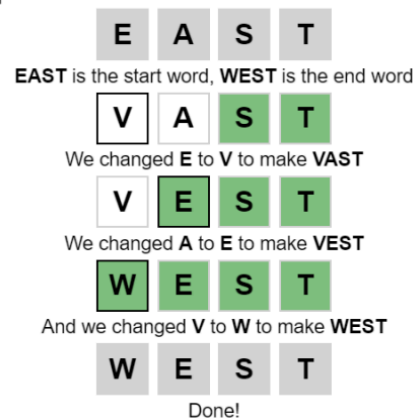 E A S T
EAST is the start word, WEST is the end word
V A S T
We changed E to V to make VAST
V E S T
We changed A to E to make VEST
W E S T
And we changed V to W to make WEST
W E S T
Done!